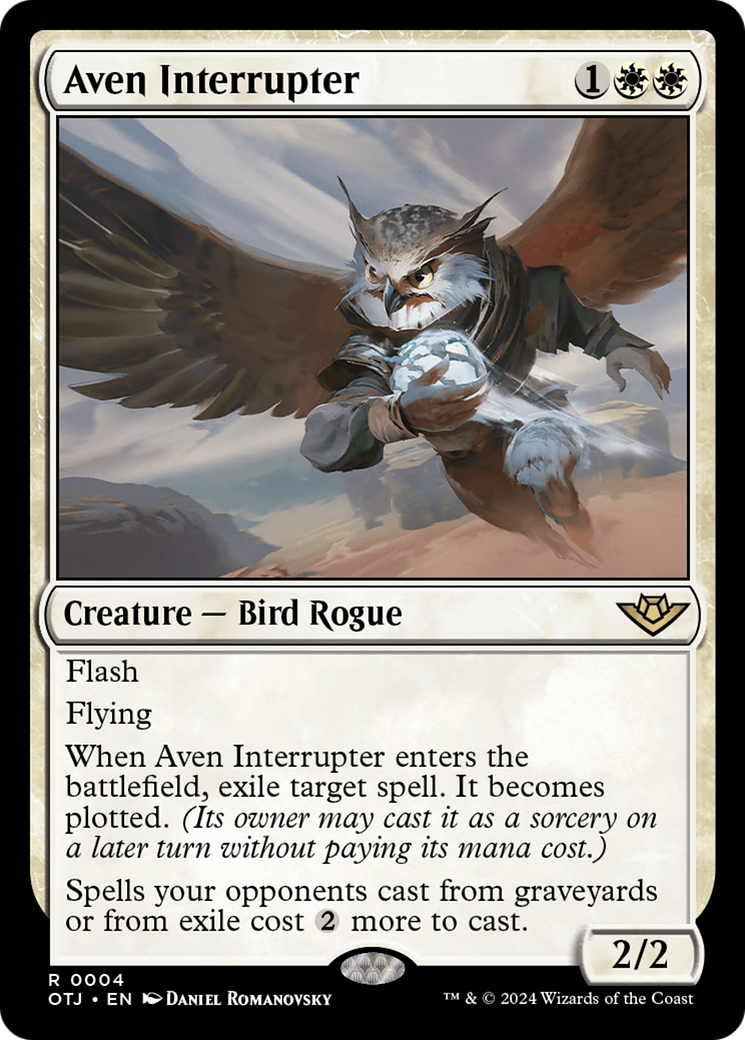 Aven Interrupter 1
Creature — Bird Rogue
Flash
Flying
When Aven Interrupter enters the
battlefield, exile target spell. It becomes
plotted. (Its owner may cast it as a sorcery on
a later turn without paying its mana cost.)
Spells your opponents cast from graveyards
or from exile cost 2 more to cast.
2/2
R 0004
OTJ • EN Daniel Romanovsky
™ & © 2024 Wizards of the Coast